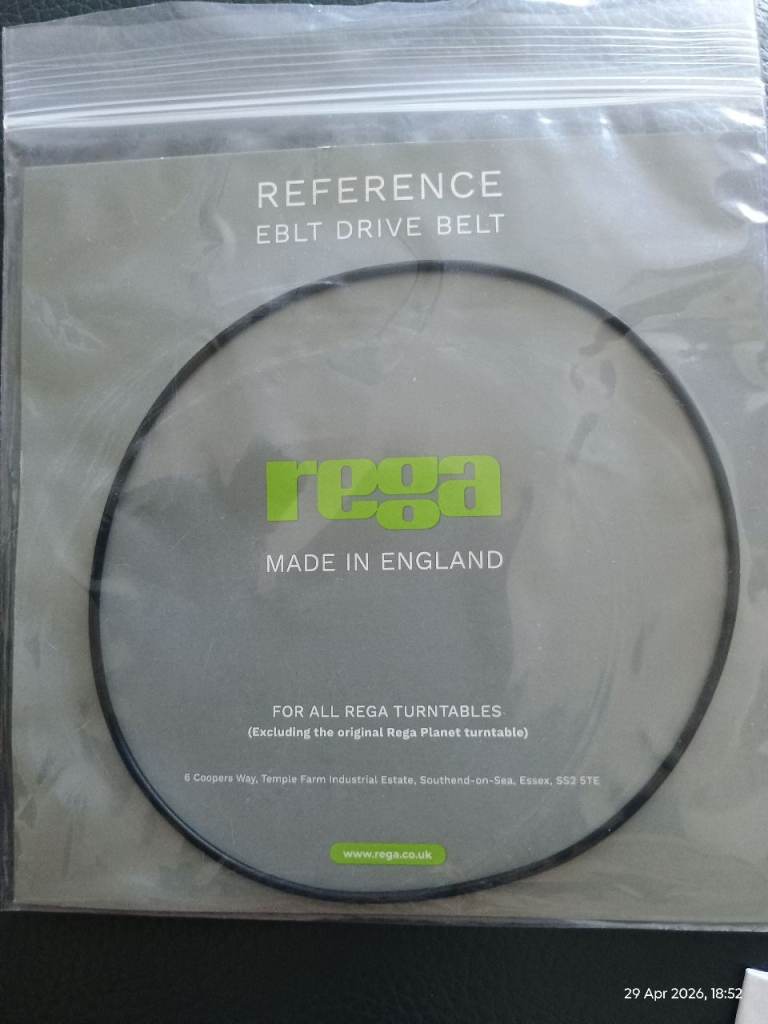 REFERENCE
EBLT DRIVE BELT
rega
MADE IN ENGLAND
FOR ALL REGA TURNTABLES
(Excluding the original Rega Planet turntable)
6 Coopers Way, Temple Farm Industrial Estate, Southend-on-Sea, Essex, SS2 5TE
www.rega.co.uk
29 Apr 2026, 18:52